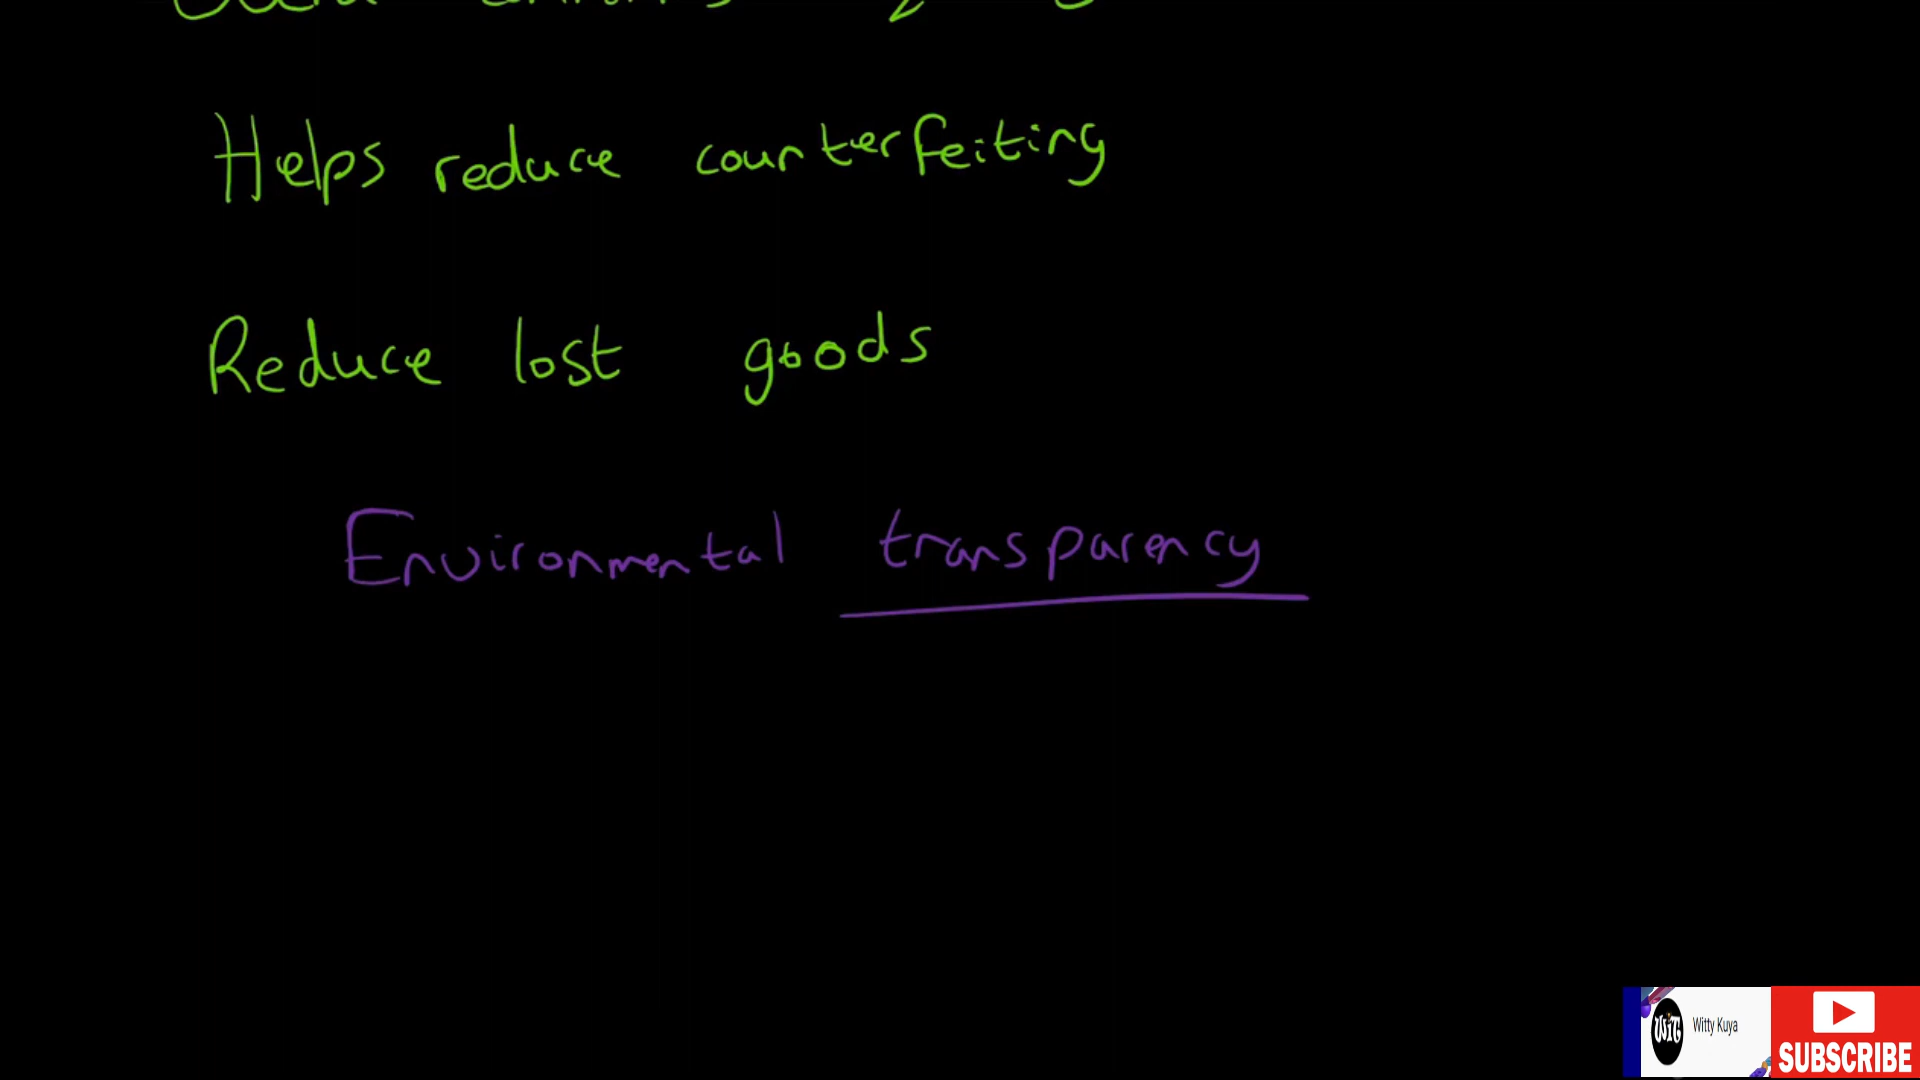 Helps reduce counterfeiting
Reduce lost goods
Environmental transparency
Witty Kuya
SUBSCRIBE